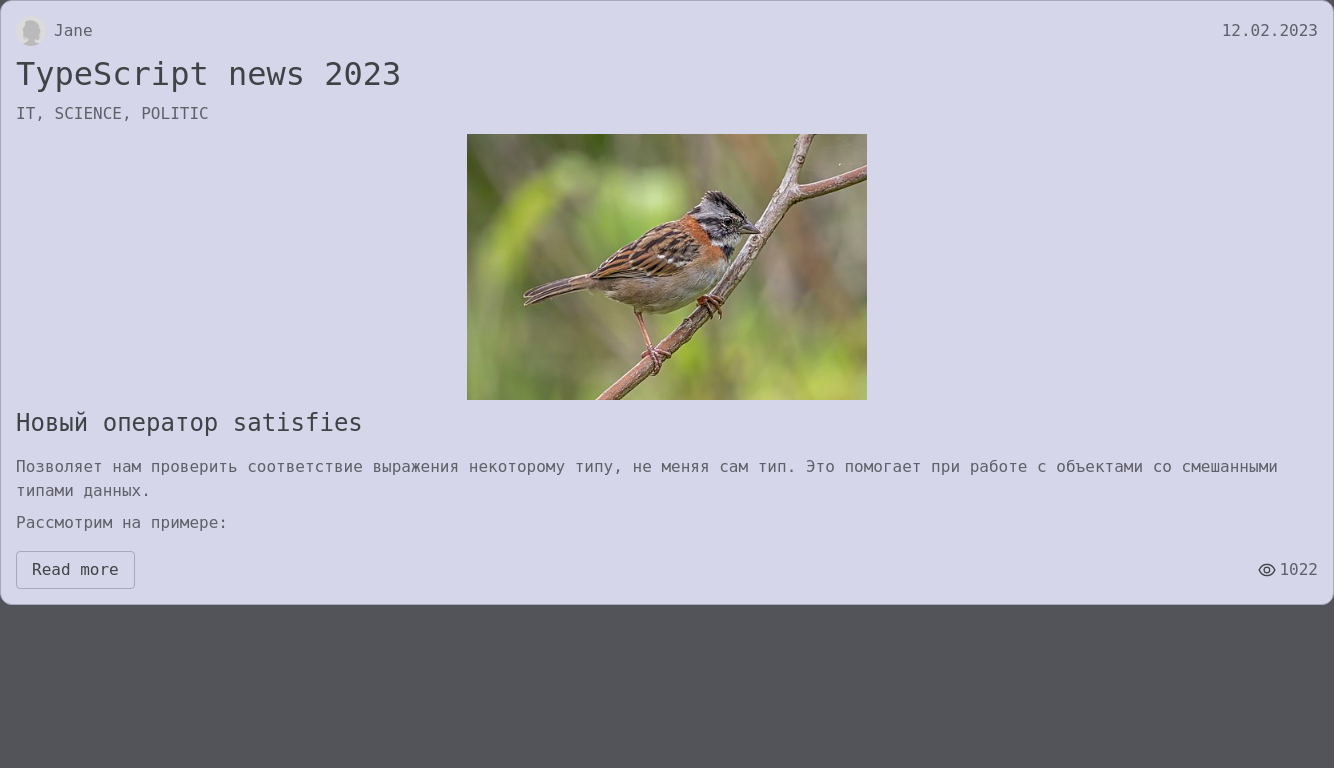 Jane
12.02.2023
TypeScript news 2023
IT, SCIENCE, POLITIC
Новый оператор satisfies
Позволяет нам проверить соответствие выражения некоторому типу, не меняя сам тип. Это помогает при работе с объектами со смешанными
типами данных.
Рассмотрим на примере:
Read more
1022